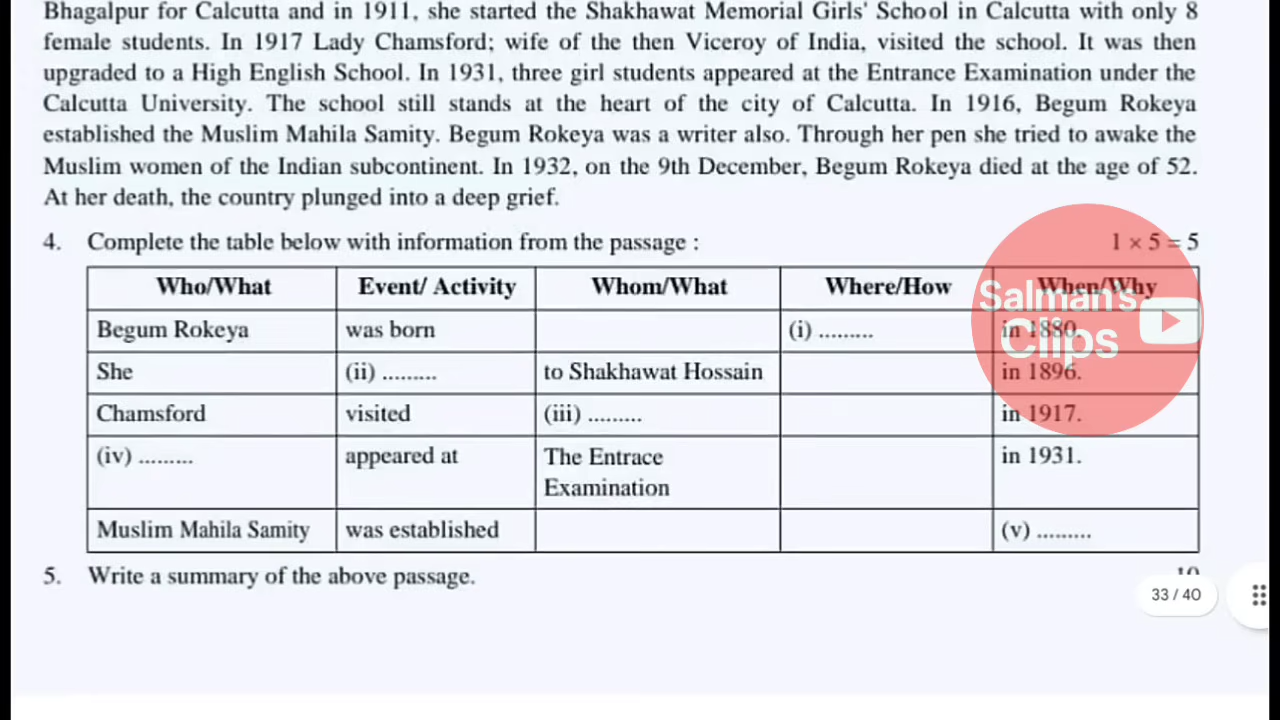 Bhagalpur for Calcutta and in 1911, she started the Shakhawat Memorial Girls' School in Calcutta with only 8
female students. In 1917 Lady Chamsford; wife of the then Viceroy of India, visited the school. It was then
upgraded to a High English School. In 1931, three girl students appeared at the Entrance Examination under the
Calcutta University. The school still stands at the heart of the city of Calcutta. In 1916, Begum Rokeya
established the Muslim Mahila Samity. Begum Rokeya was a writer also. Through her pen she tried to awake the
Muslim women of the Indian subcontinent. In 1932, on the 9th December, Begum Rokeya died at the age of 52.
At her death, the country plunged into a deep grief.
4. Complete the table below with information from the passage : 1 × 5 = 5
Who/What Event/ Activity Whom/What Where/How When/Why
Begum Rokeya was born (i) ......... in 1880.
She (ii) ......... to Shakhawat Hossain in 1896.
Chamsford visited (iii) ......... in 1917.
(iv) ......... appeared at The Entrace in 1931.
Examination
Muslim Mahila Samity was established (v) .........
5. Write a summary of the above passage. 10
Salman's
Clips
33 / 40